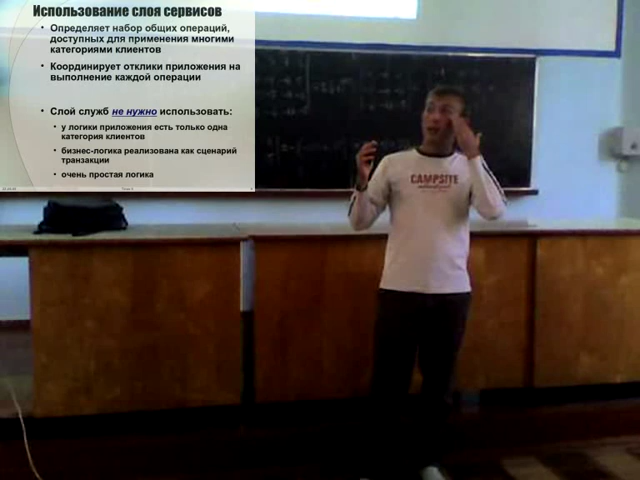 Использование слоя сервисов
• Определяет набор общих операций,
доступных для применения многими
категориями клиентов
• Координирует отклики приложения на
выполнение каждой операции
• Слой служб не нужно использовать:
• у логики приложения есть только одна
категория клиентов
• бизнес-логика реализована как сценарий
транзакции
• очень простая логика
CAMPSITE